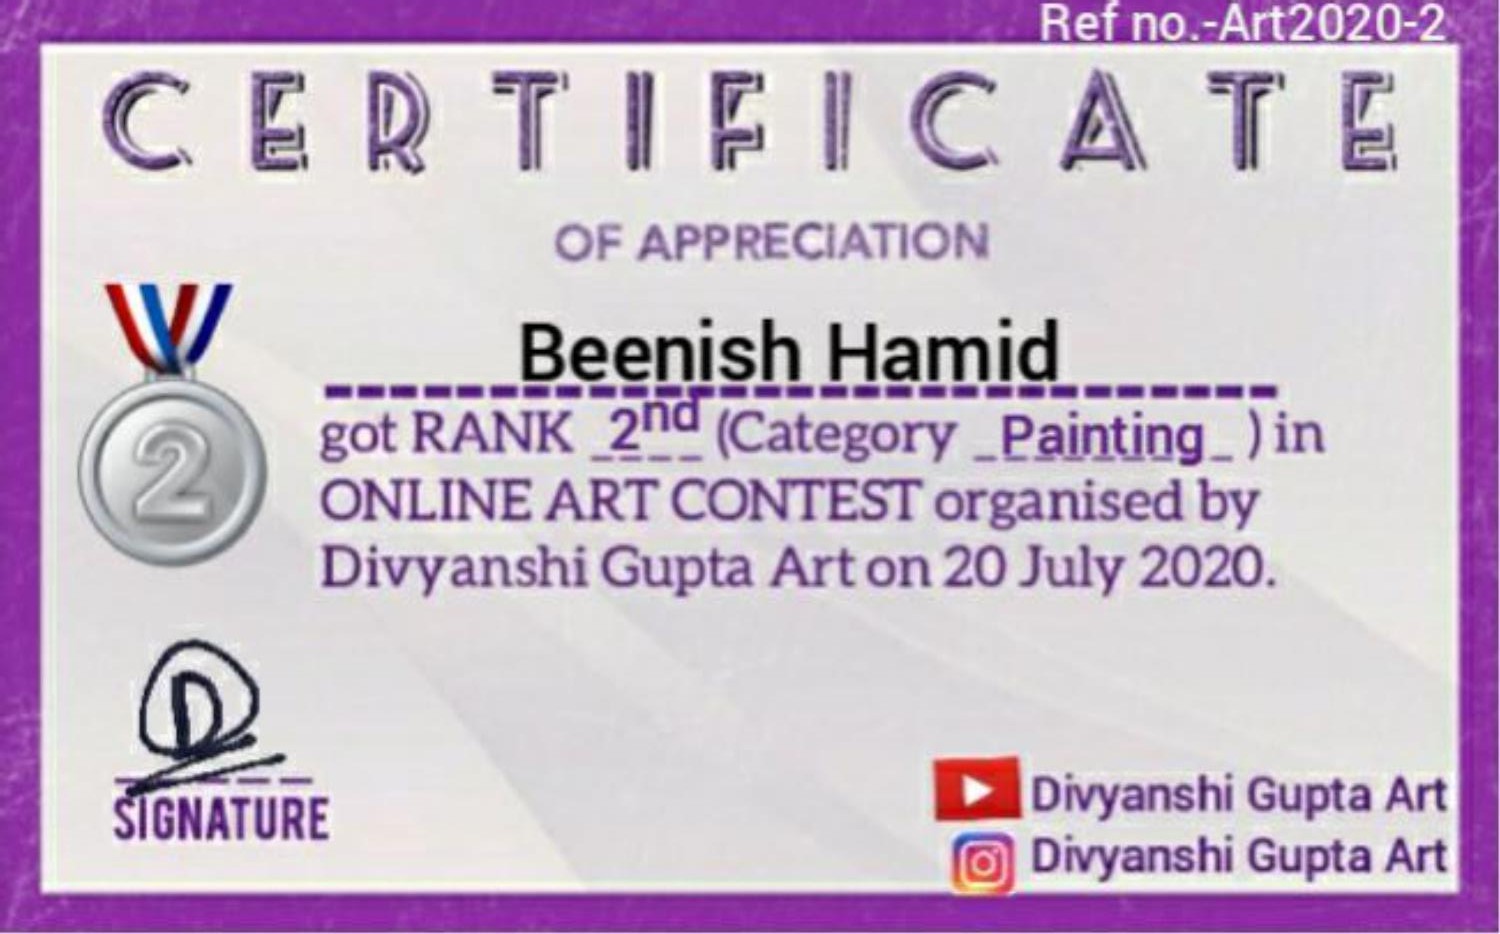 Ref no.-Art2020-2
CERTIFICATE
OF APPRECIATION
Beenish Hamid
got RANK 2nd (Category Painting) in
ONLINE ART CONTEST organised by
Divyanshi Gupta Art on 20 July 2020.
2
D
SIGNATURE
Divyanshi Gupta Art
Divyanshi Gupta Art